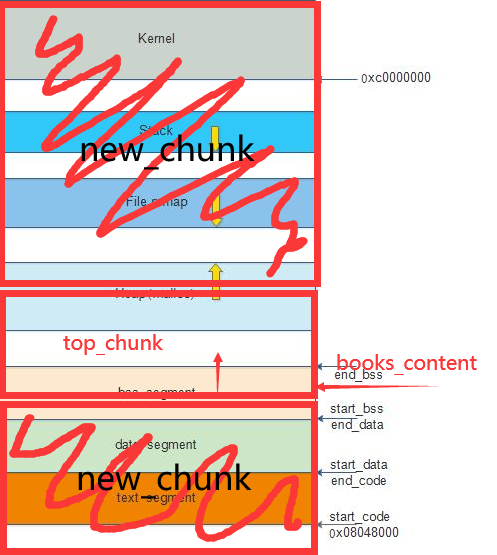 Kernel
0xc0000000
Stack
new_chunk
File mmap
Heap (malloc)
top_chunk
books_content
end_bss
bss segment
start_bss
end_data
data segment
start_data
end_code
new_chunk
text segment
start_code
0x08048000